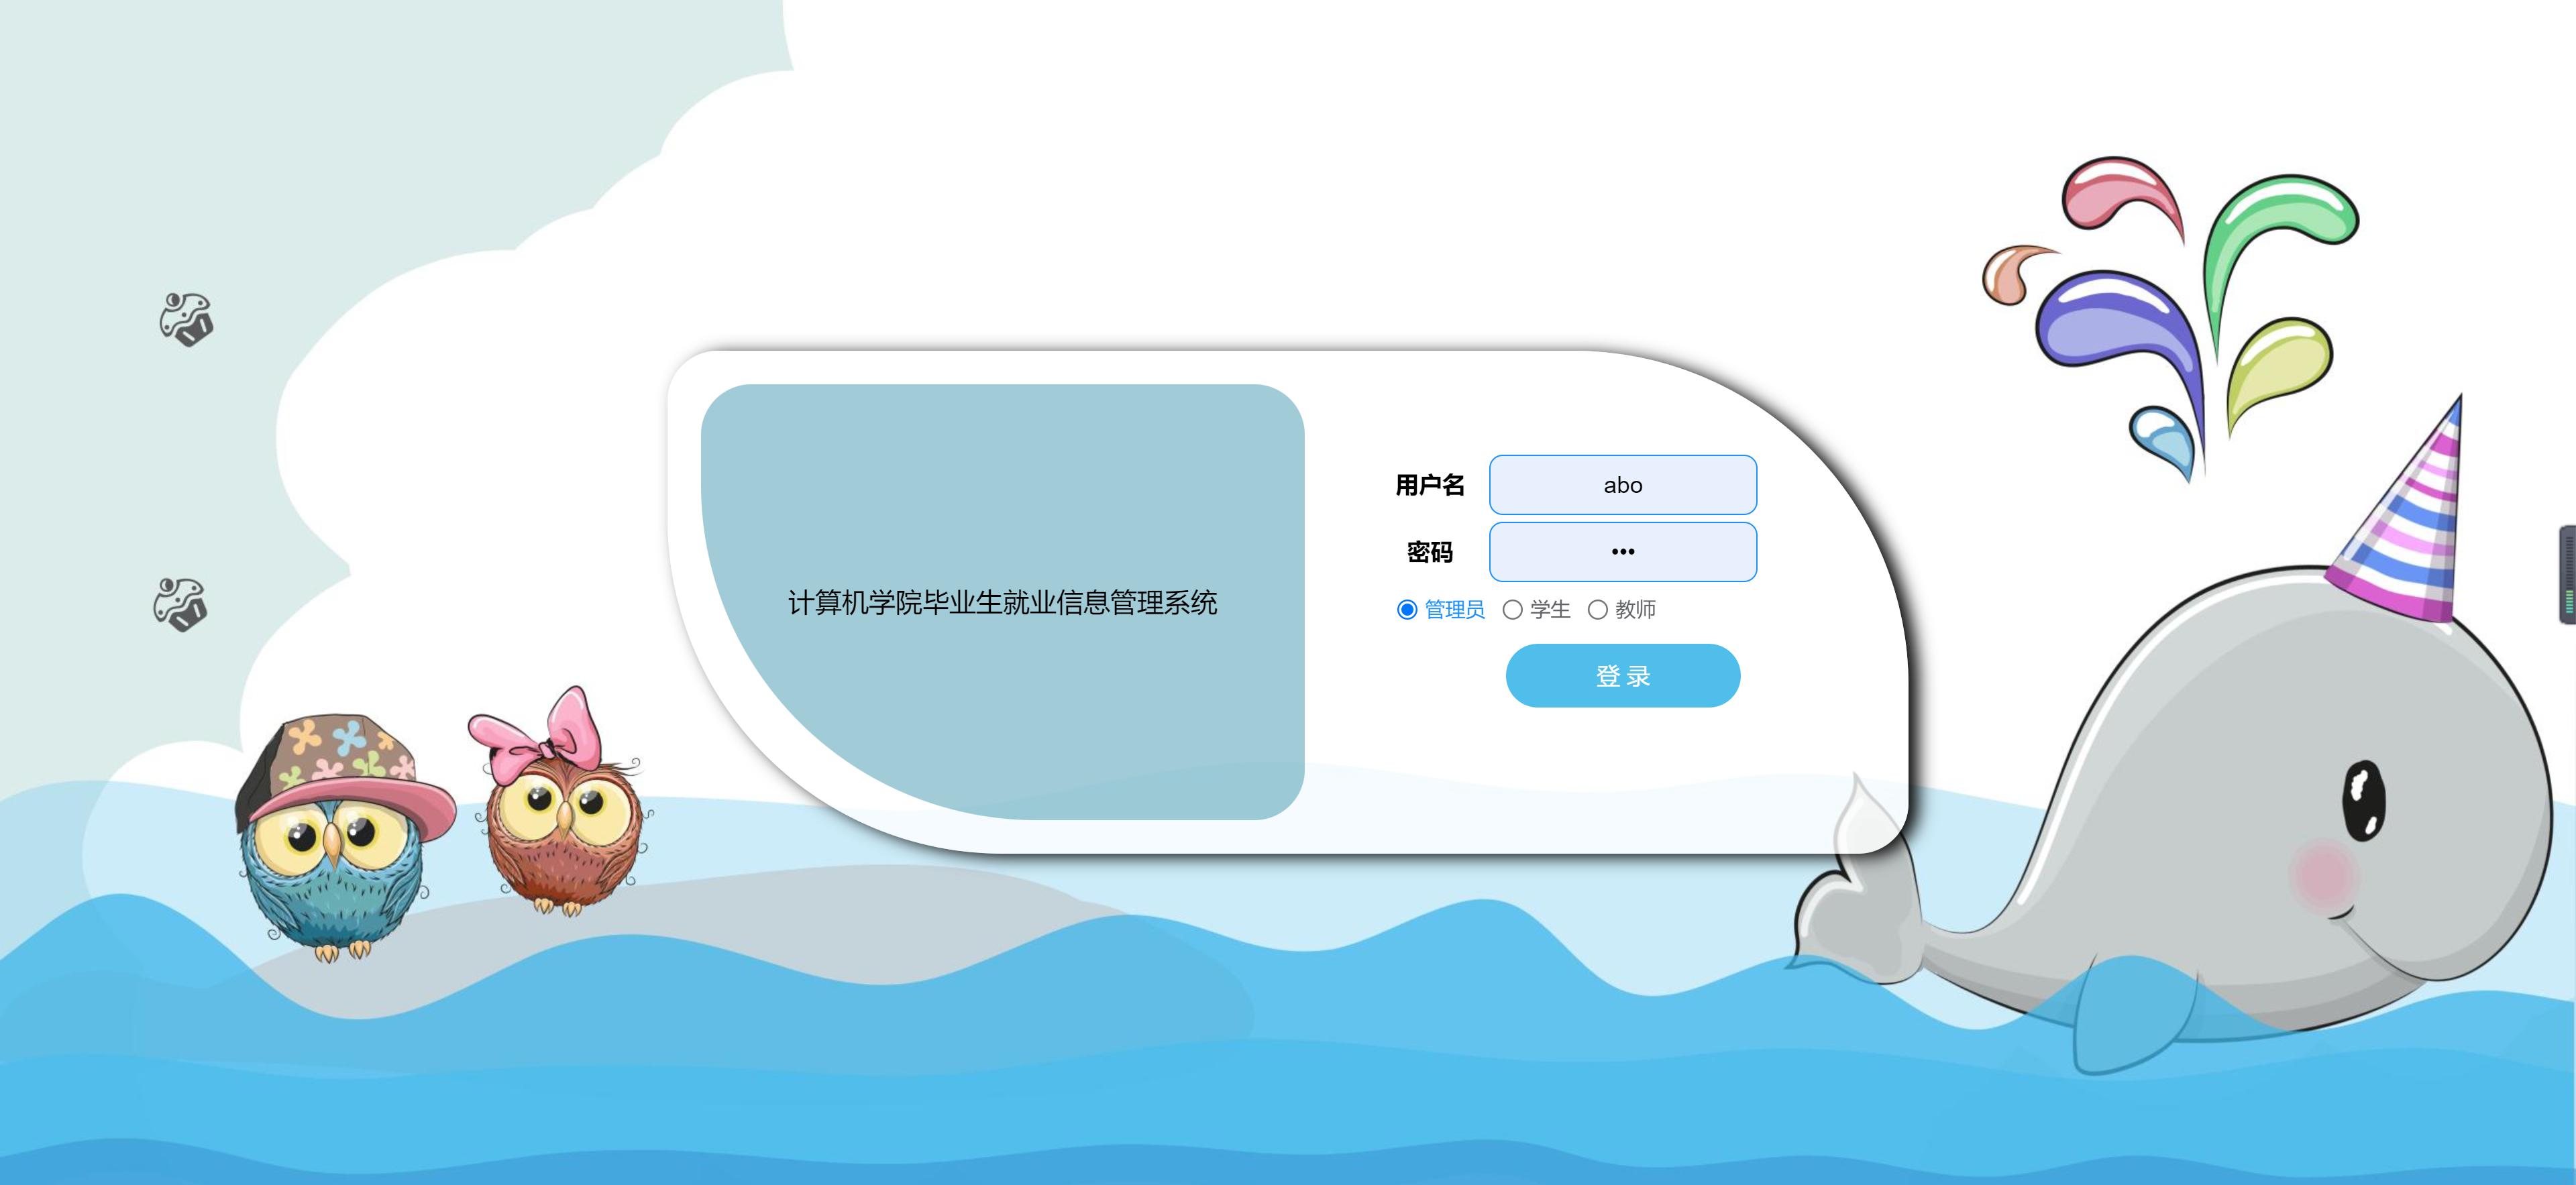 计算机学院毕业生就业信息管理系统
用户名 abo
密码 •••
管理员 学生 教师
登录